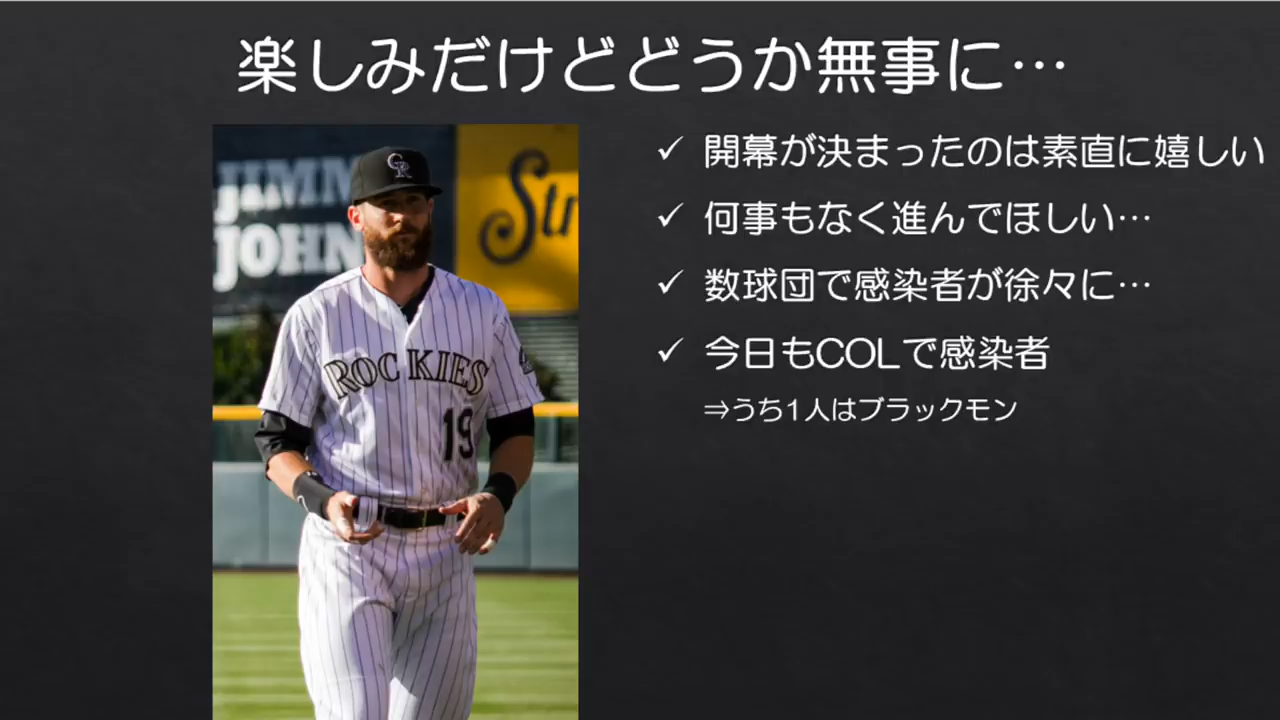 楽しみだけどどうか無事に…
✓ 開幕が決まったのは素直に嬉しい
✓ 何事もなく進んでほしい…
✓ 数球団で感染者が徐々に…
✓ 今日もCOLで感染者
⇒うち1人はブラックモン
JIMM
JOHN
Str
CR
ROCKIES
19